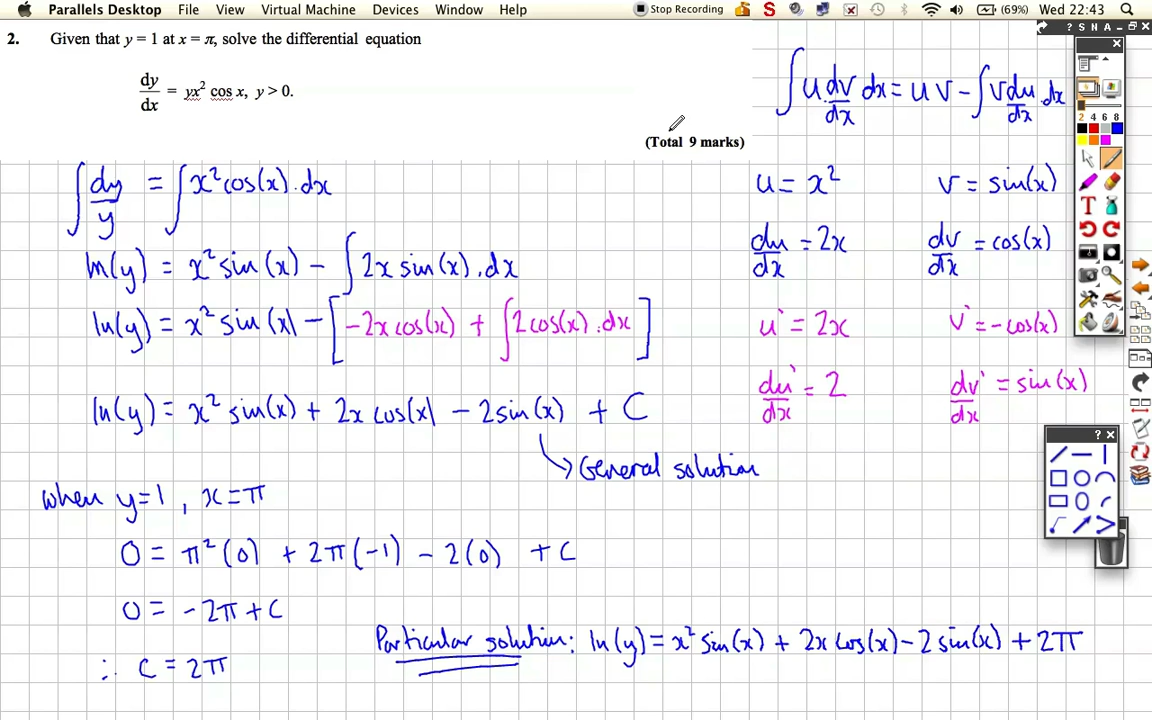 Parallels Desktop File View Virtual Machine Devices Window Help Stop Recording (69%) Wed 22:43
2. Given that y = 1 at x = π, solve the differential equation
dy/dx = yx² cos x, y > 0.
(Total 9 marks)
∫ u dv/dx dx = uv − ∫ v du/dx . dx
∫ dy/y = ∫ x² cos(x) . dx
u = x² v = sin(x)
du/dx = 2x dv/dx = cos(x)
ln(y) = x² sin(x) − ∫ 2x sin(x) . dx
ln(y) = x² sin(x) − [ −2x cos(x) + ∫ 2cos(x) . dx ]
u' = 2x v' = −cos(x)
du'/dx = 2 dv'/dx = sin(x)
ln(y) = x² sin(x) + 2x cos(x) − 2sin(x) + C
→ General solution
when y=1, x=π
0 = π²(0) + 2π(−1) − 2(0) + C
0 = −2π + C
∴ C = 2π
Particular solution: ln(y) = x² sin(x) + 2x cos(x) − 2 sin(x) + 2π
? S N A
2 4 6 8
T
?